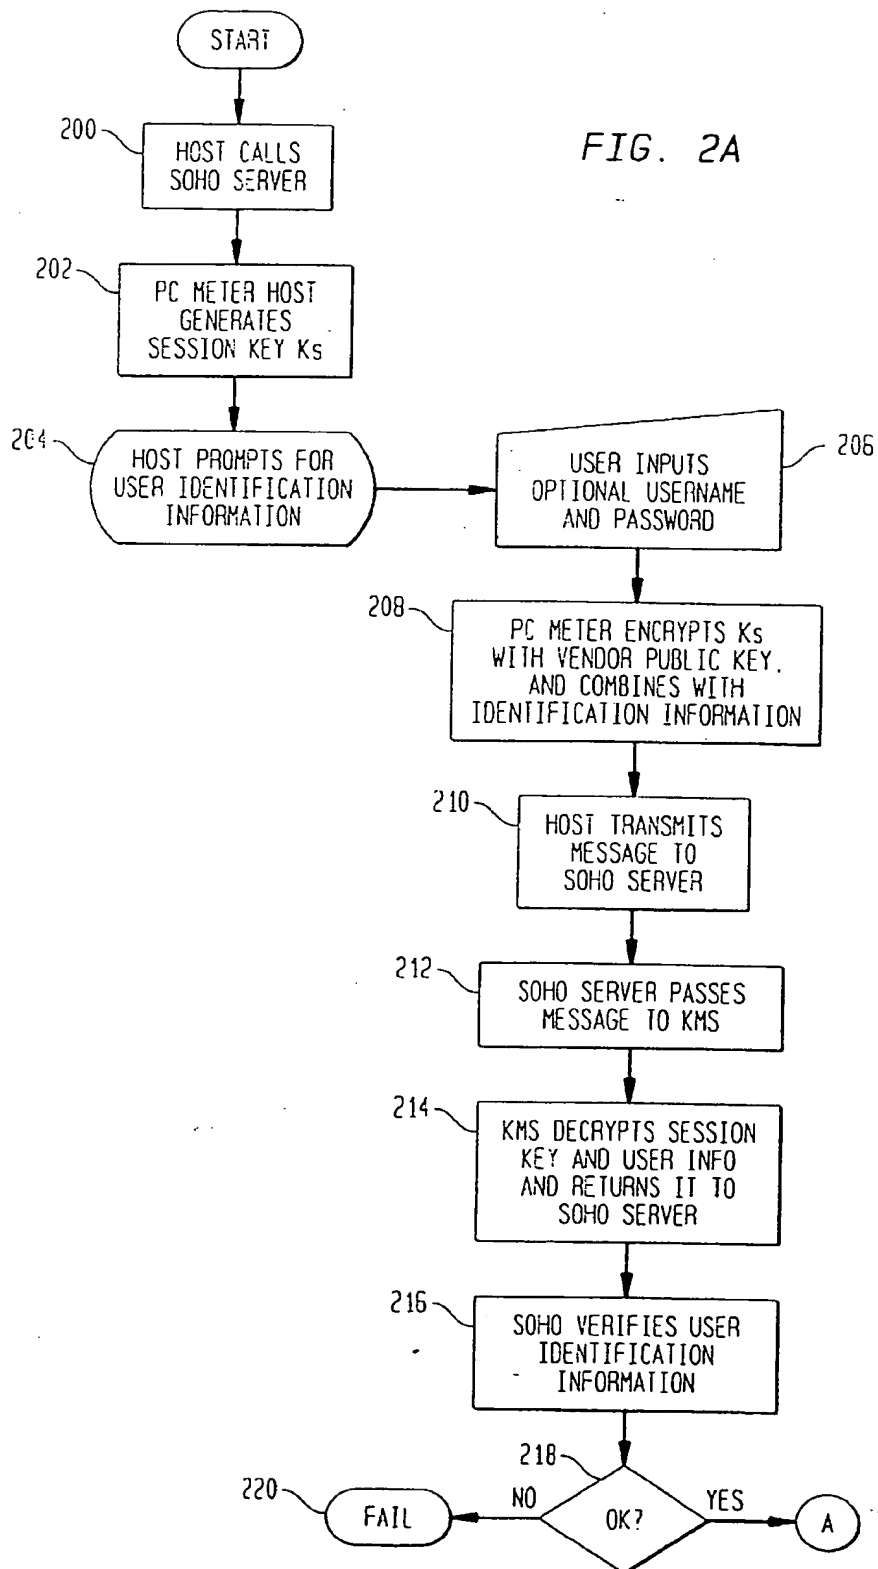 START
FIG. 2A
200
HOST CALLS
SOHO SERVER
202
PC METER HOST
GENERATES
SESSION KEY Ks
204
HOST PROMPTS FOR
USER IDENTIFICATION
INFORMATION
206
USER INPUTS
OPTIONAL USERNAME
AND PASSWORD
208
PC METER ENCRYPTS Ks
WITH VENDOR PUBLIC KEY.
AND COMBINES WITH
IDENTIFICATION INFORMATION
210
HOST TRANSMITS
MESSAGE TO
SOHO SERVER
212
SOHO SERVER PASSES
MESSAGE TO KMS
214
KMS DECRYPTS SESSION
KEY AND USER INFO
AND RETURNS IT TO
SOHO SERVER
216
SOHO VERIFIES USER
IDENTIFICATION
INFORMATION
218
OK?
NO
YES
220
FAIL
A